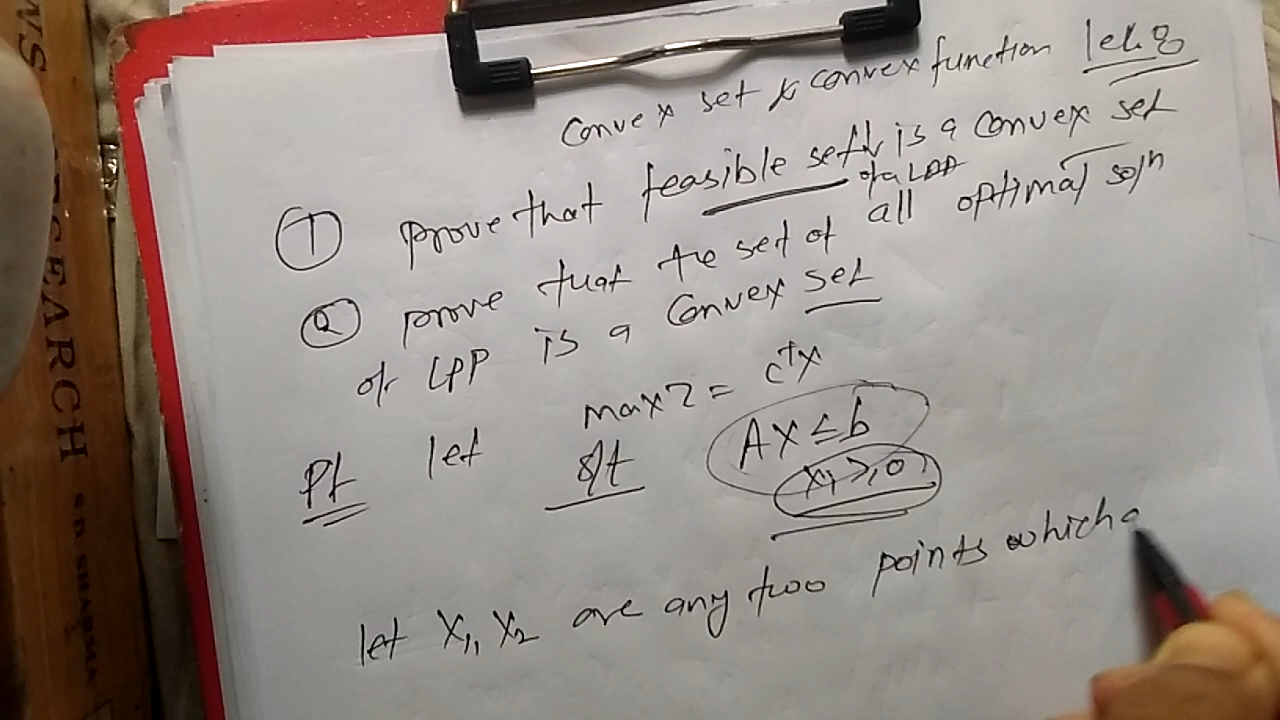 Convex set & convex function lec 8
① prove that feasible set is a convex set
of a LPP
② prove that the set of all optimal soln
of LPP is a Convex set
Pf let max Z = cᵀx
s/t AX ≤ b
X ≥, 0
let X₁, X₂ are any two points which a
SEARCH S D SHARMA